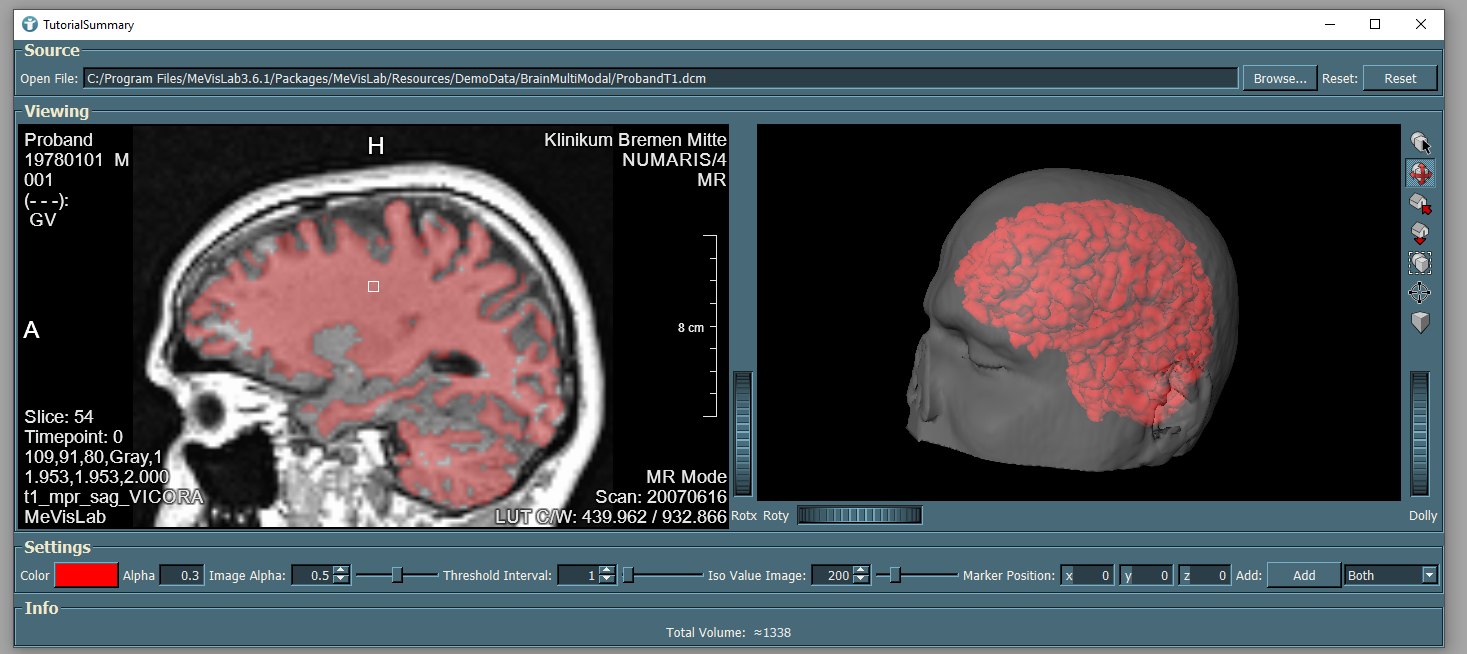 TutorialSummary
Source
Open File: C:/Program Files/MeVisLab3.6.1/Packages/MeVisLab/Resources/DemoData/BrainMultiModal/ProbandT1.dcm Browse... Reset: Reset
Viewing
Proband
19780101 M
001
(- - -):
GV
H
Klinikum Bremen Mitte
NUMARIS/4
MR
A
8 cm
Slice: 54
Timepoint: 0
109,91,80,Gray,1
1.953,1.953,2.000
t1_mpr_sag_VICORA
MeVisLab
MR Mode
Scan: 20070616
LUT C/W: 439.962 / 932.866
Rotx Roty
Dolly
Settings
Color Alpha 0.3 Image Alpha: 0.5 Threshold Interval: 1 Iso Value Image: 200 Marker Position: x 0 y 0 z 0 Add: Add Both
Info
Total Volume: ≈1338